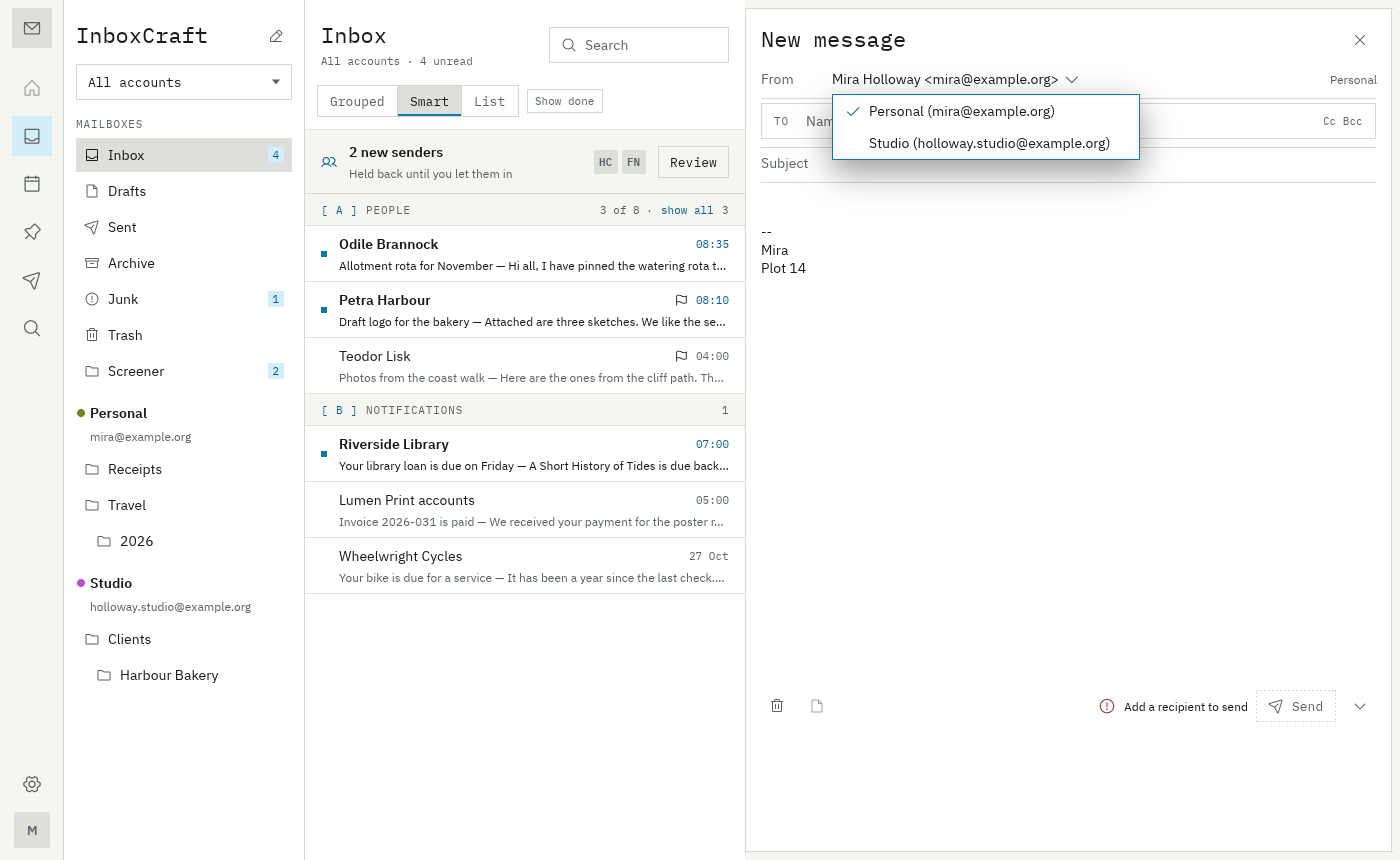 InboxCraft
All accounts
MAILBOXES
Inbox 4
Drafts
Sent
Archive
Junk 1
Trash
Screener 2
Personal
mira@example.org
Receipts
Travel
2026
Studio
holloway.studio@example.org
Clients
Harbour Bakery
M
Inbox
All accounts · 4 unread
Search
Grouped Smart List Show done
2 new senders
Held back until you let them in
HC FN Review
[ A ] PEOPLE 3 of 8 · show all 3
Odile Brannock 08:35
Allotment rota for November — Hi all, I have pinned the watering rota t…
Petra Harbour 08:10
Draft logo for the bakery — Attached are three sketches. We like the se…
Teodor Lisk 04:00
Photos from the coast walk — Here are the ones from the cliff path. Th…
[ B ] NOTIFICATIONS 1
Riverside Library 07:00
Your library loan is due on Friday — A Short History of Tides is due back…
Lumen Print accounts 05:00
Invoice 2026-031 is paid — We received your payment for the poster r…
Wheelwright Cycles 27 Oct
Your bike is due for a service — It has been a year since the last check.…
New message
From Mira Holloway <mira@example.org> Personal
Personal (mira@example.org)
Studio (holloway.studio@example.org)
TO Nam Cc Bcc
Subject
--
Mira
Plot 14
Add a recipient to send Send